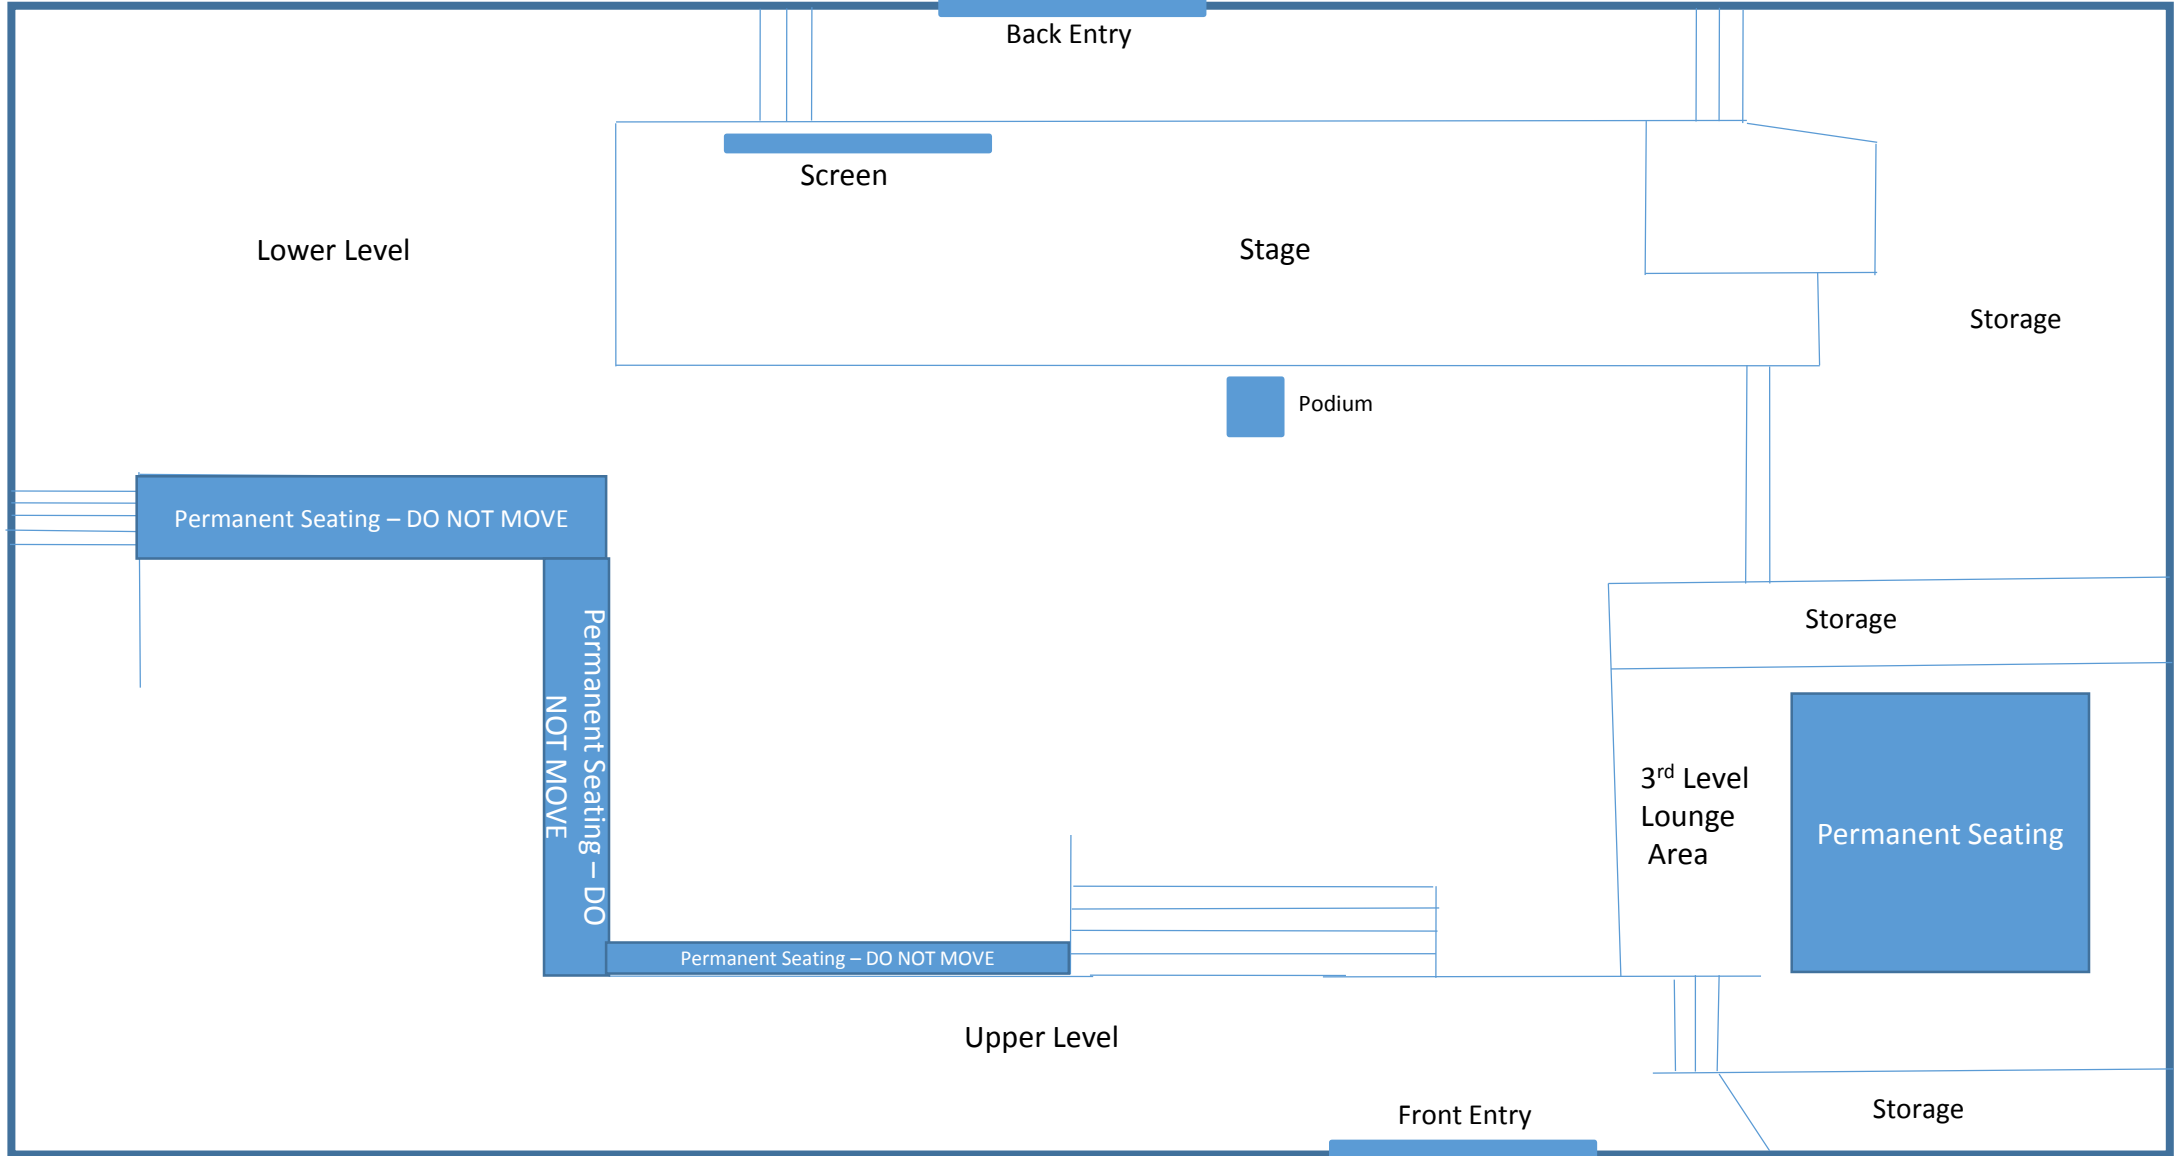 Back Entry
Screen
Lower Level
Stage
Storage
Podium
Permanent Seating – DO NOT MOVE
Permanent Seating – DO
NOT MOVE
Storage
3rd Level
Lounge
Area
Permanent Seating
Permanent Seating – DO NOT MOVE
Upper Level
Front Entry
Storage